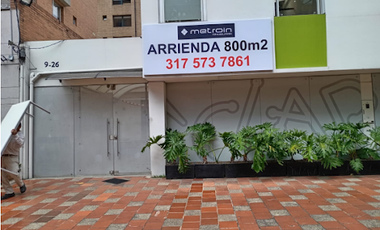 metroin
ARRIENDA 800m2
317 573 7861
9-26